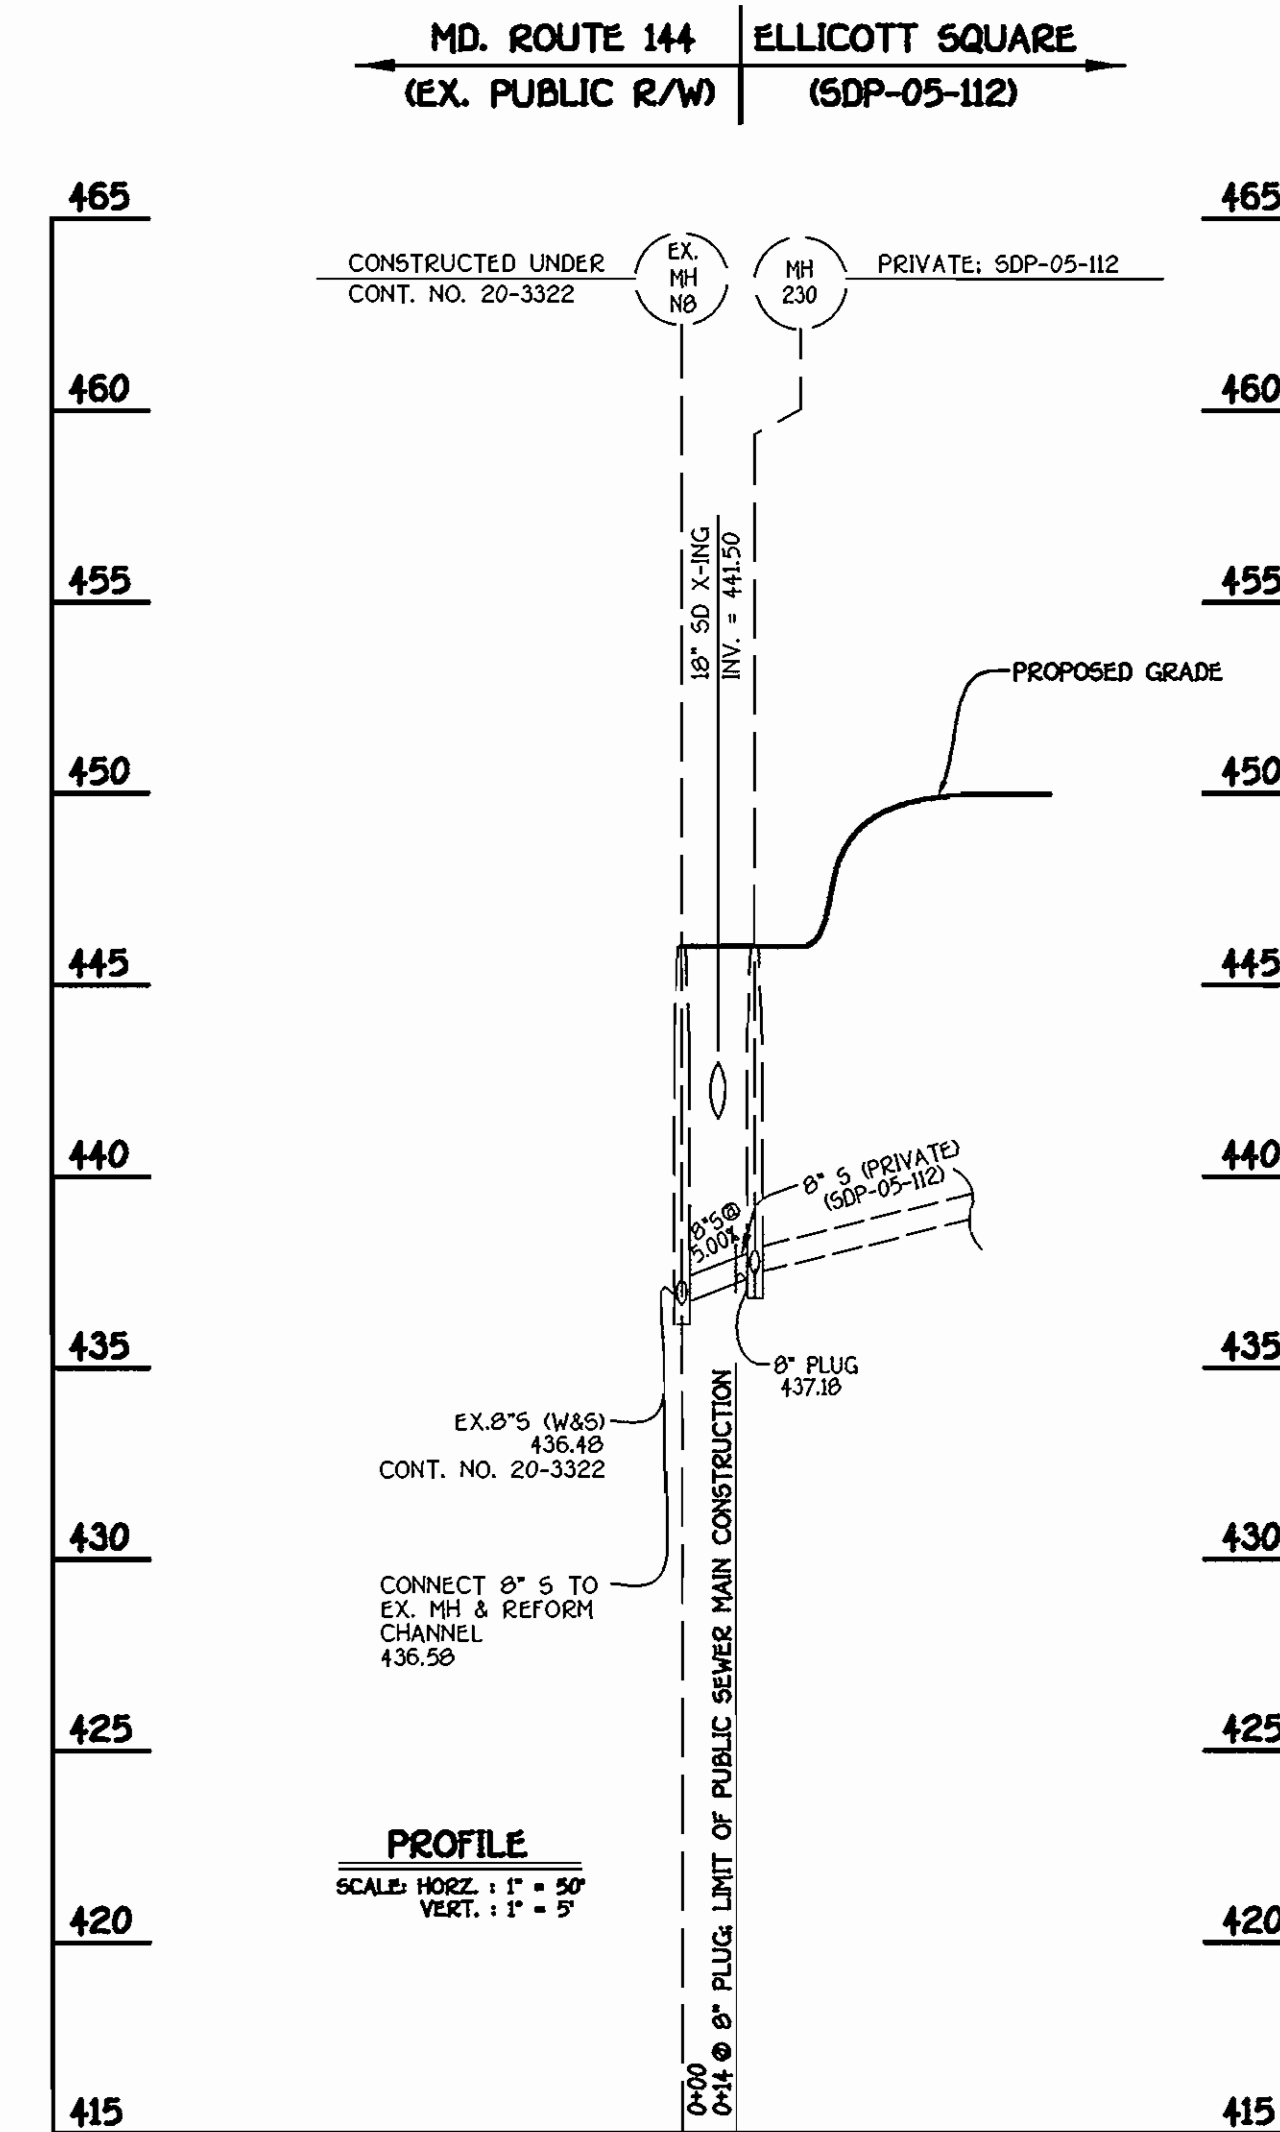 MD. ROUTE 144
ELLICOTT SQUARE
(EX. PUBLIC R/W)
(SDP-05-112)
465
465
CONSTRUCTED UNDER
CONT. NO. 20-3322
EX.
MH
N8
MH
230
PRIVATE; SDP-05-112
460
460
18" SD X-ING
INV. = 441.50
455
455
PROPOSED GRADE
450
450
445
445
440
440
8" S (PRIVATE)
(SDP-05-112)
8"S@
5.00%
435
435
8" PLUG
437.18
EX.8"S (W&S)
436.48
CONT. NO. 20-3322
430
430
CONNECT 8" S TO
EX. MH & REFORM
CHANNEL
436.58
425
425
PROFILE
SCALE: HORZ. : 1" = 50'
VERT. : 1" = 5'
420
420
0+00
0+14 @ 8" PLUG; LIMIT OF PUBLIC SEWER MAIN CONSTRUCTION
415
415